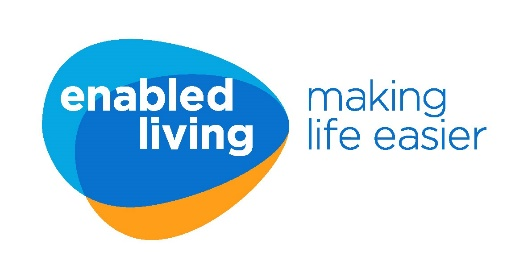 enabled
living
making
life easier